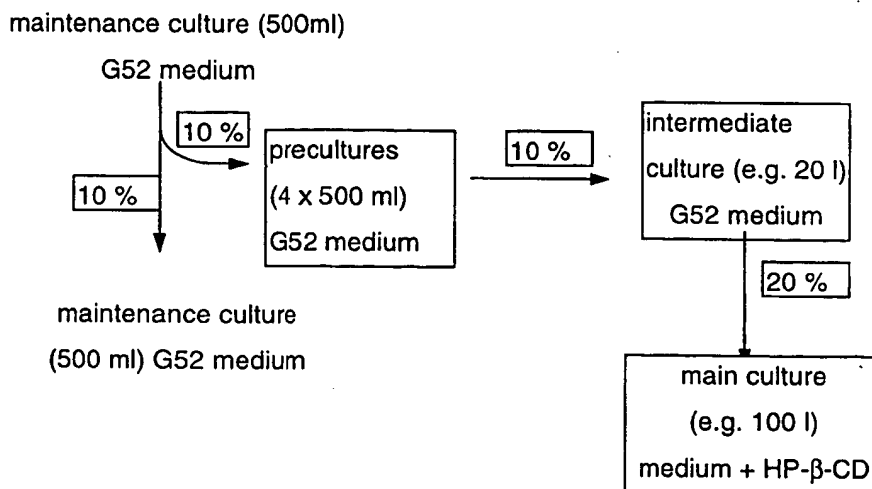 maintenance culture (500ml)
G52 medium
10 %
10 %
precultures
(4 x 500 ml)
G52 medium
10 %
intermediate
culture (e.g. 20 l)
G52 medium
20 %
maintenance culture
(500 ml) G52 medium
main culture
(e.g. 100 l)
medium + HP-β-CD